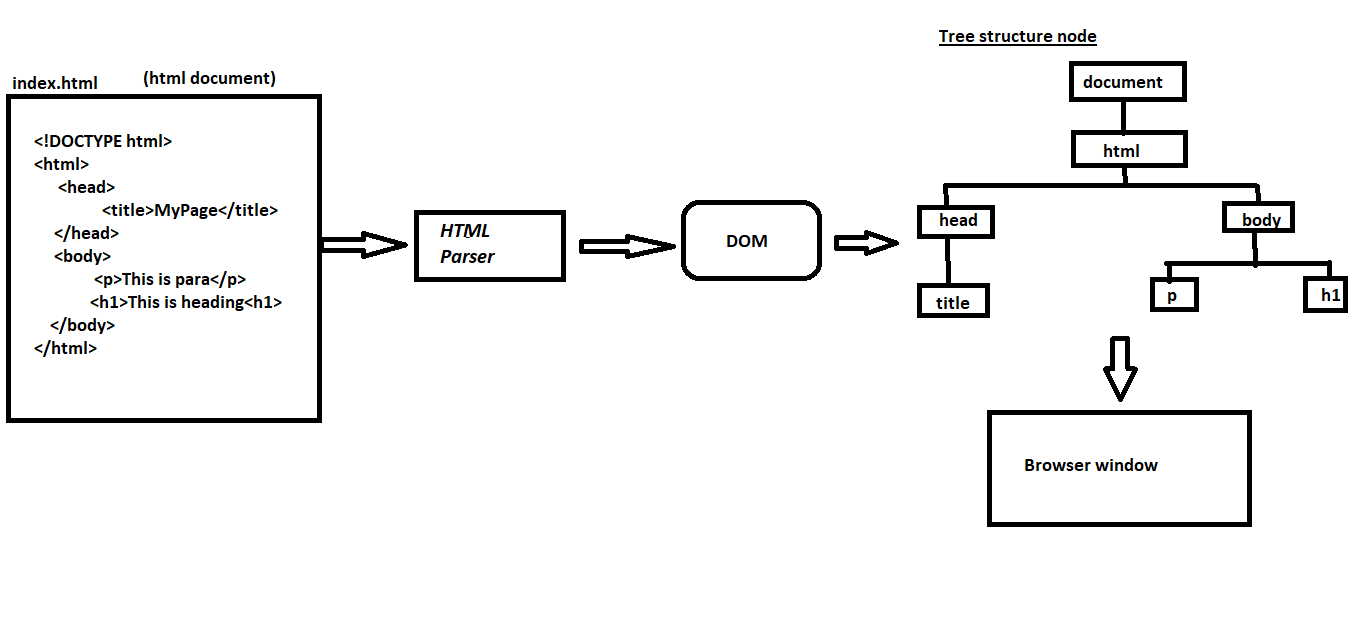 index.html
(html document)
<!DOCTYPE html>
<html>
<head>
<title>MyPage</title>
</head>
<body>
<p>This is para</p>
<h1>This is heading<h1>
</body>
</html>
HTML
Parser
DOM
Tree structure node
document
html
head
body
title
p
h1
Browser window